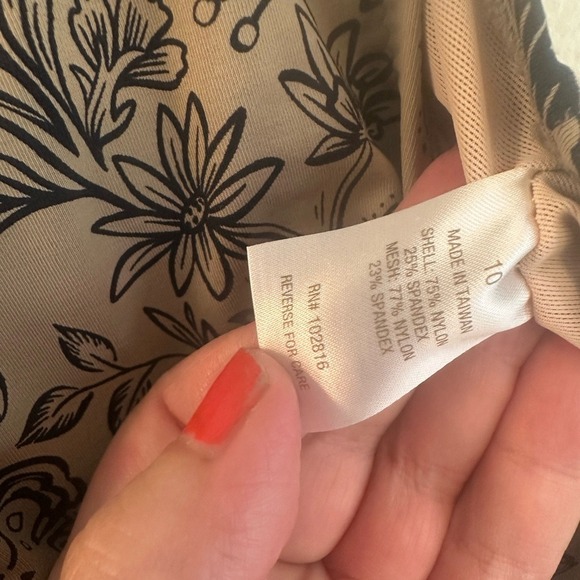 10
MADE IN TAIWAN
SHELL: 75% NYLON
25% SPANDEX
MESH: 77% NYLON
23% SPANDEX
RN# 102816
REVERSE FOR CARE